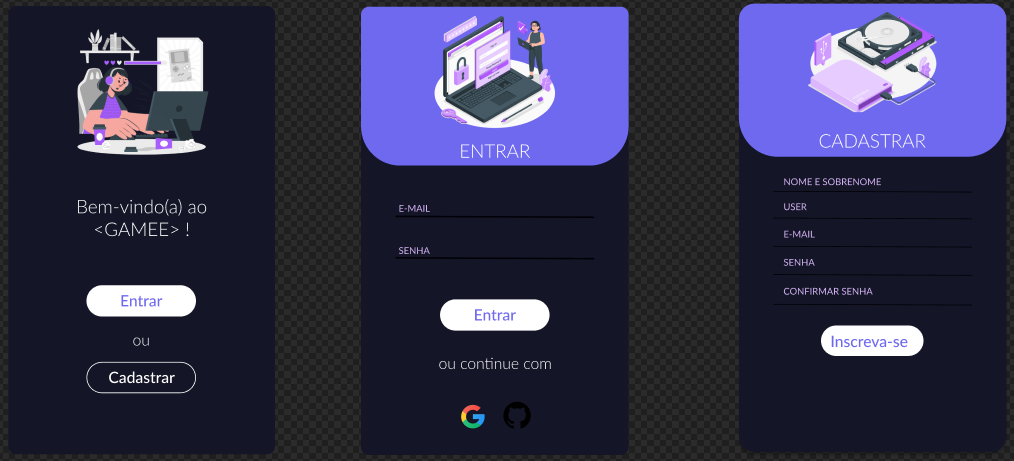 Bem-vindo(a) ao
<GAMEE> !
Entrar
ou
Cadastrar
ENTRAR
E-MAIL
SENHA
Entrar
ou continue com
CADASTRAR
NOME E SOBRENOME
USER
E-MAIL
SENHA
CONFIRMAR SENHA
Inscreva-se